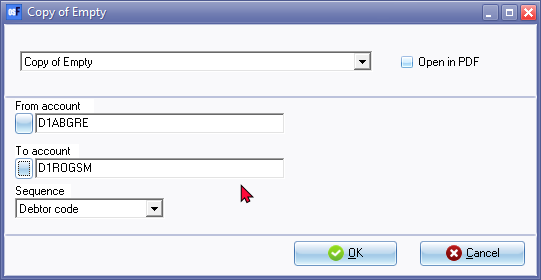 Copy of Empty
Copy of Empty
Open in PDF
From account
D1ABGRE
To account
D1ROGSM
Sequence
Debtor code
OK
Cancel